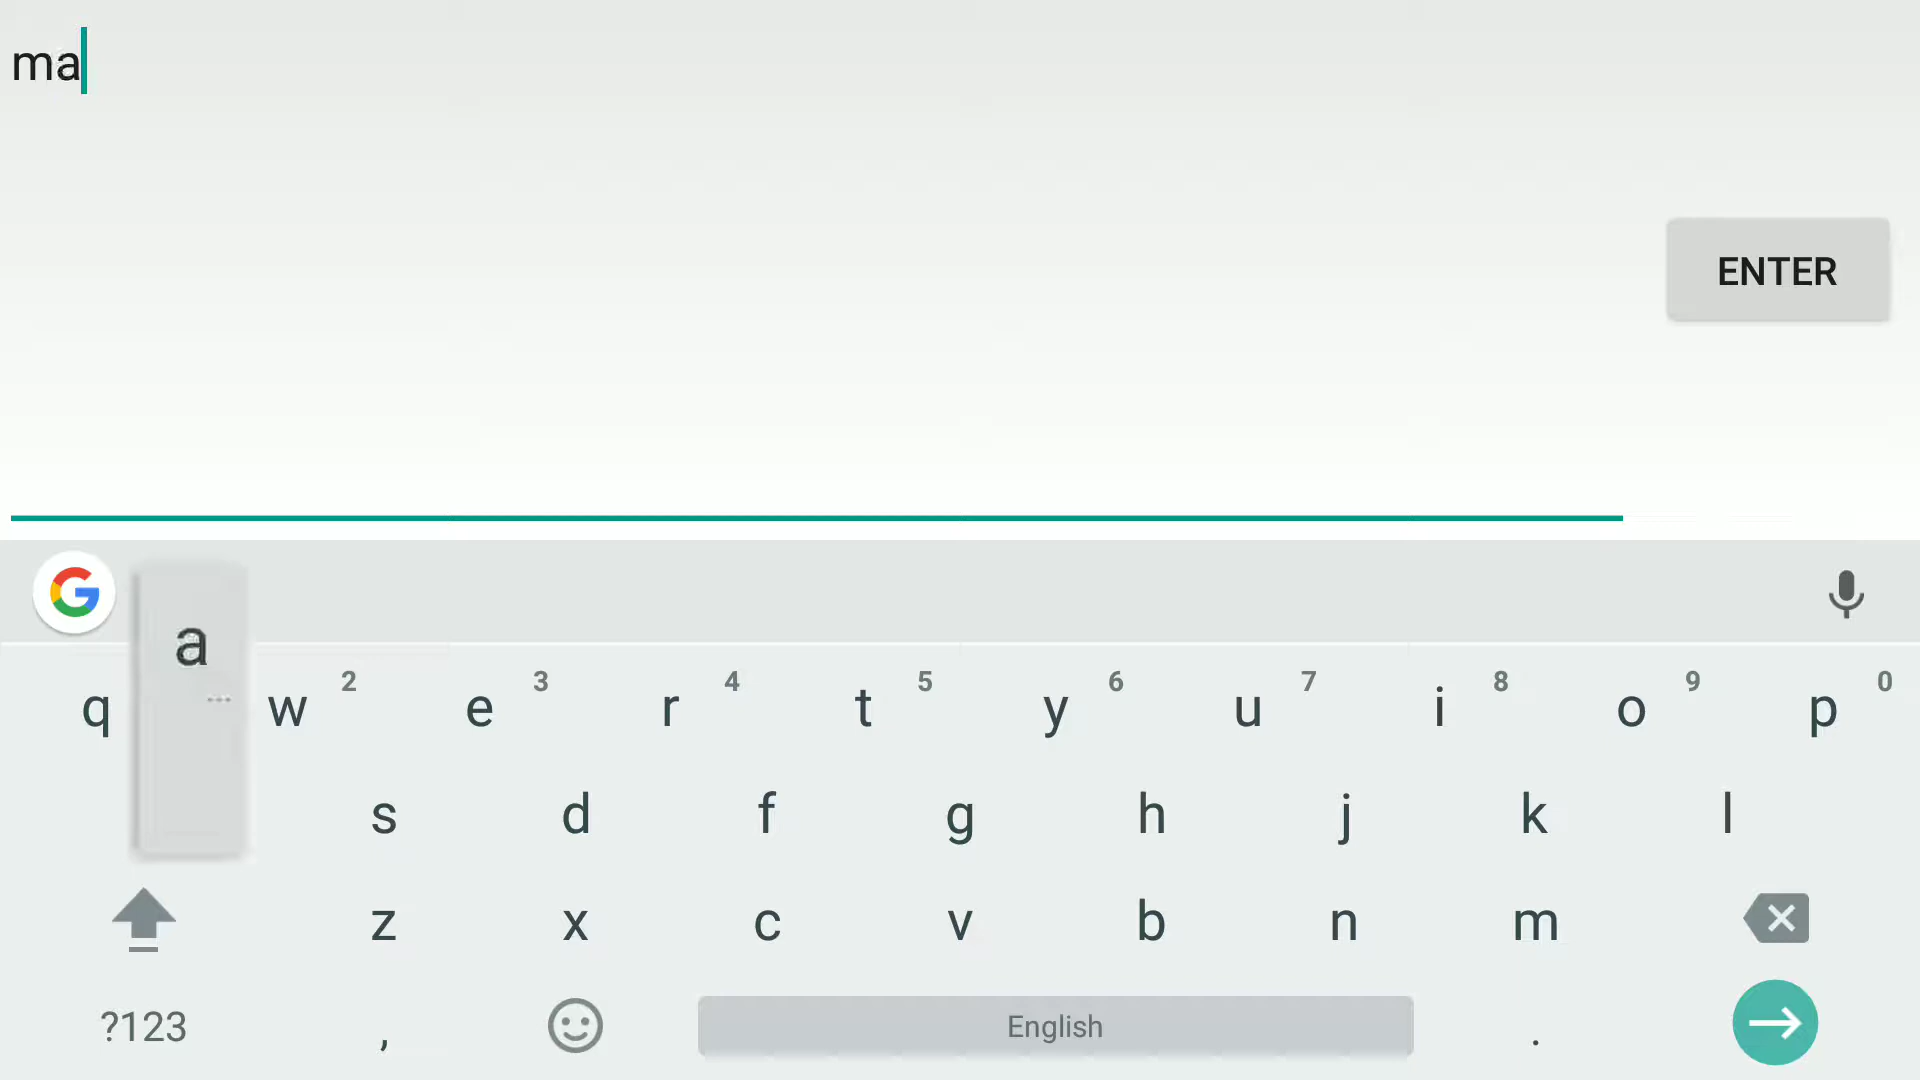 ma
ENTER
a
q w 2 e 3 r 4 t 5 y 6 u 7 i 8 o 9 p 0
s d f g h j k l
z x c v b n m
?123 , English .